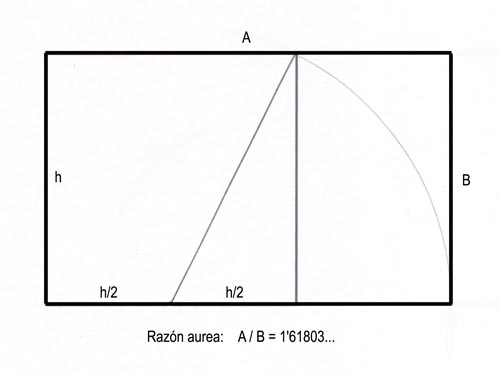 A
h
B
h/2 h/2
Razón aurea: A / B = 1'61803...